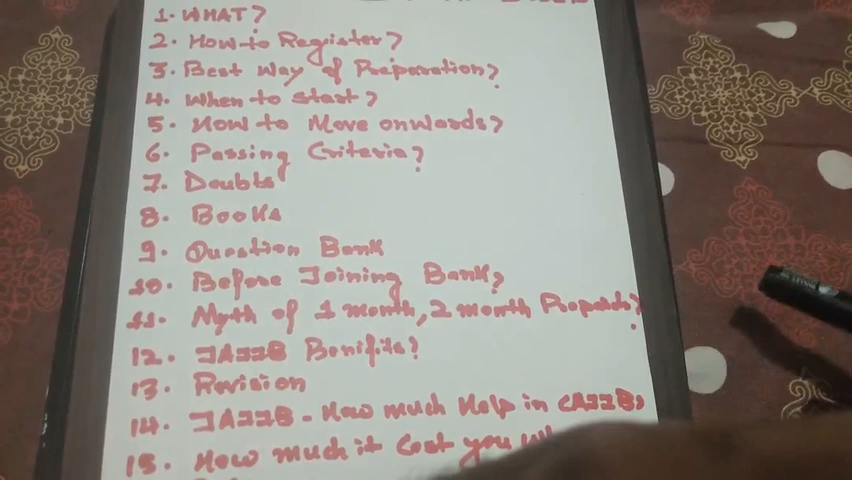 1. WHAT?
2. How to Register?
3. Best Way of Preparation?
4. When to start?
5. How to Move onwards?
6. Passing Criteria?
7. Doubts
8. Books
9. Question Bank
10. Before Joining Bank?
11. Myth of 1 month, 2 month
12. JAIIB Benifits?
13. Revision
14. JAIIB - How much Help in CAIIB?
15. How much it Cost you